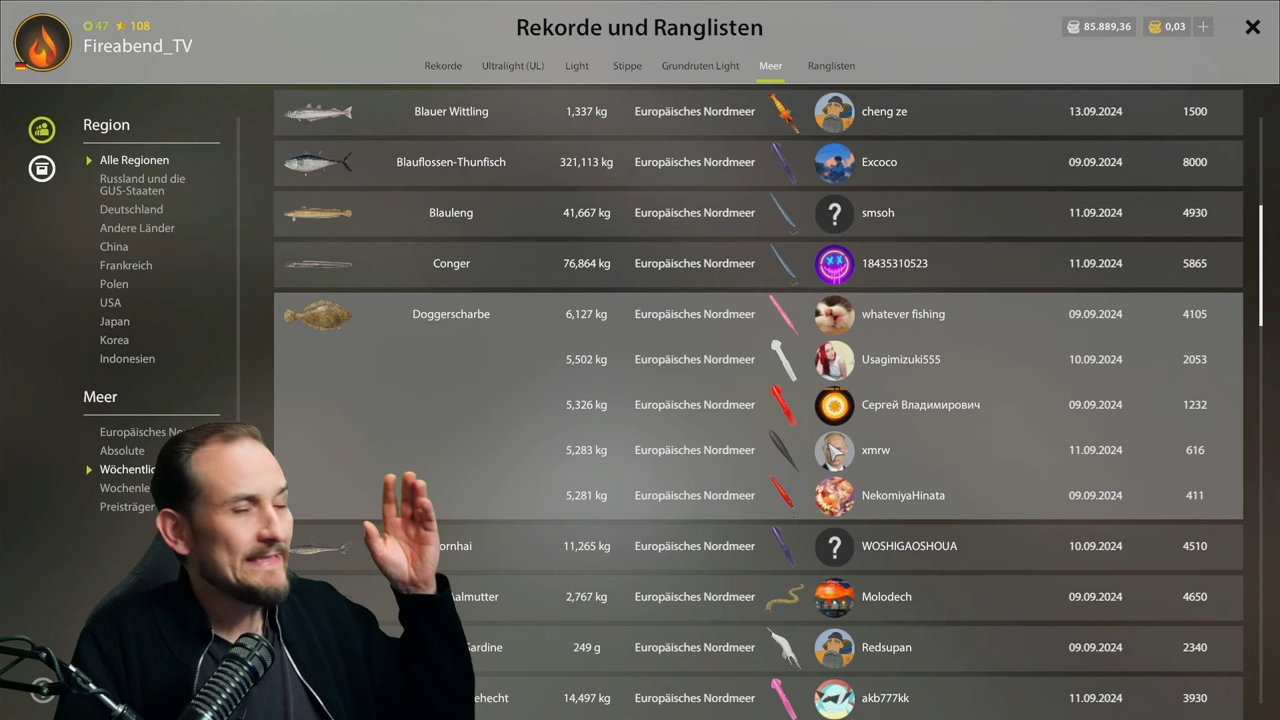 47 108
Fireabend_TV
Rekorde und Ranglisten
85.889,36 0,03 +
Rekorde Ultralight (UL) Light Stippe Grundruten Light Meer Ranglisten
Region
Alle Regionen
Russland und die
GUS-Staaten
Deutschland
Andere Länder
China
Frankreich
Polen
USA
Japan
Korea
Indonesien
Meer
Europäisches
Absolute
Wöchentlic
Wochene
Preisträger
Blauer Wittling 1,337 kg Europäisches Nordmeer cheng ze 13.09.2024 1500
Blauflossen-Thunfisch 321,113 kg Europäisches Nordmeer Excoco 09.09.2024 8000
Blauleng 41,667 kg Europäisches Nordmeer ? smsoh 11.09.2024 4930
Conger 76,864 kg Europäisches Nordmeer 18435310523 11.09.2024 5865
Doggerscharbe 6,127 kg Europäisches Nordmeer whatever fishing 09.09.2024 4105
5,502 kg Europäisches Nordmeer Usagimizuki555 10.09.2024 2053
5,326 kg Europäisches Nordmeer Сергей Владимирович 09.09.2024 1232
5,283 kg Europäisches Nordmeer xmrw 11.09.2024 616
5,281 kg Europäisches Nordmeer NekomiyaHinata 09.09.2024 411
ornhai 11,265 kg Europäisches Nordmeer ? WOSHIGAOSHOUA 10.09.2024 4510
almutter 2,767 kg Europäisches Nordmeer Molodech 09.09.2024 4650
ardine 249 g Europäisches Nordmeer Redsupan 09.09.2024 2340
ehecht 14,497 kg Europäisches Nordmeer akb777kk 11.09.2024 3930